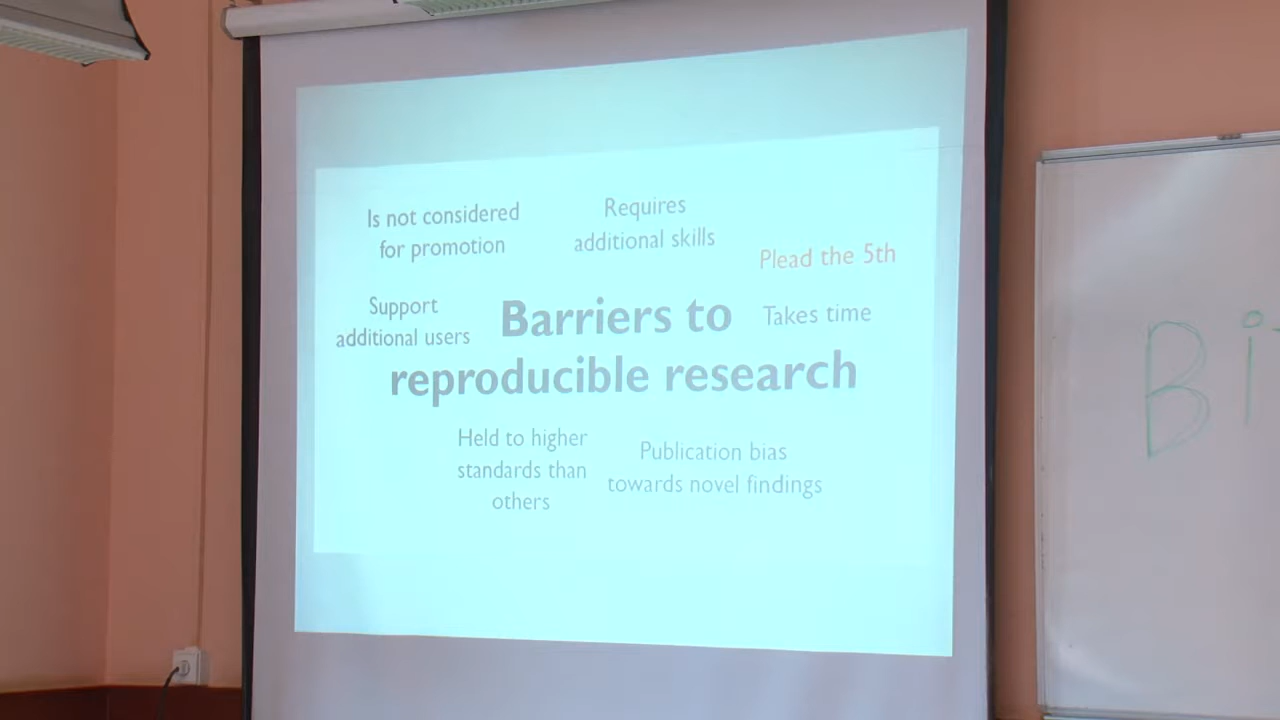 Is not considered
for promotion
Requires
additional skills
Plead the 5th
Support
additional users
Barriers to
reproducible research
Takes time
Held to higher
standards than
others
Publication bias
towards novel findings
Bi